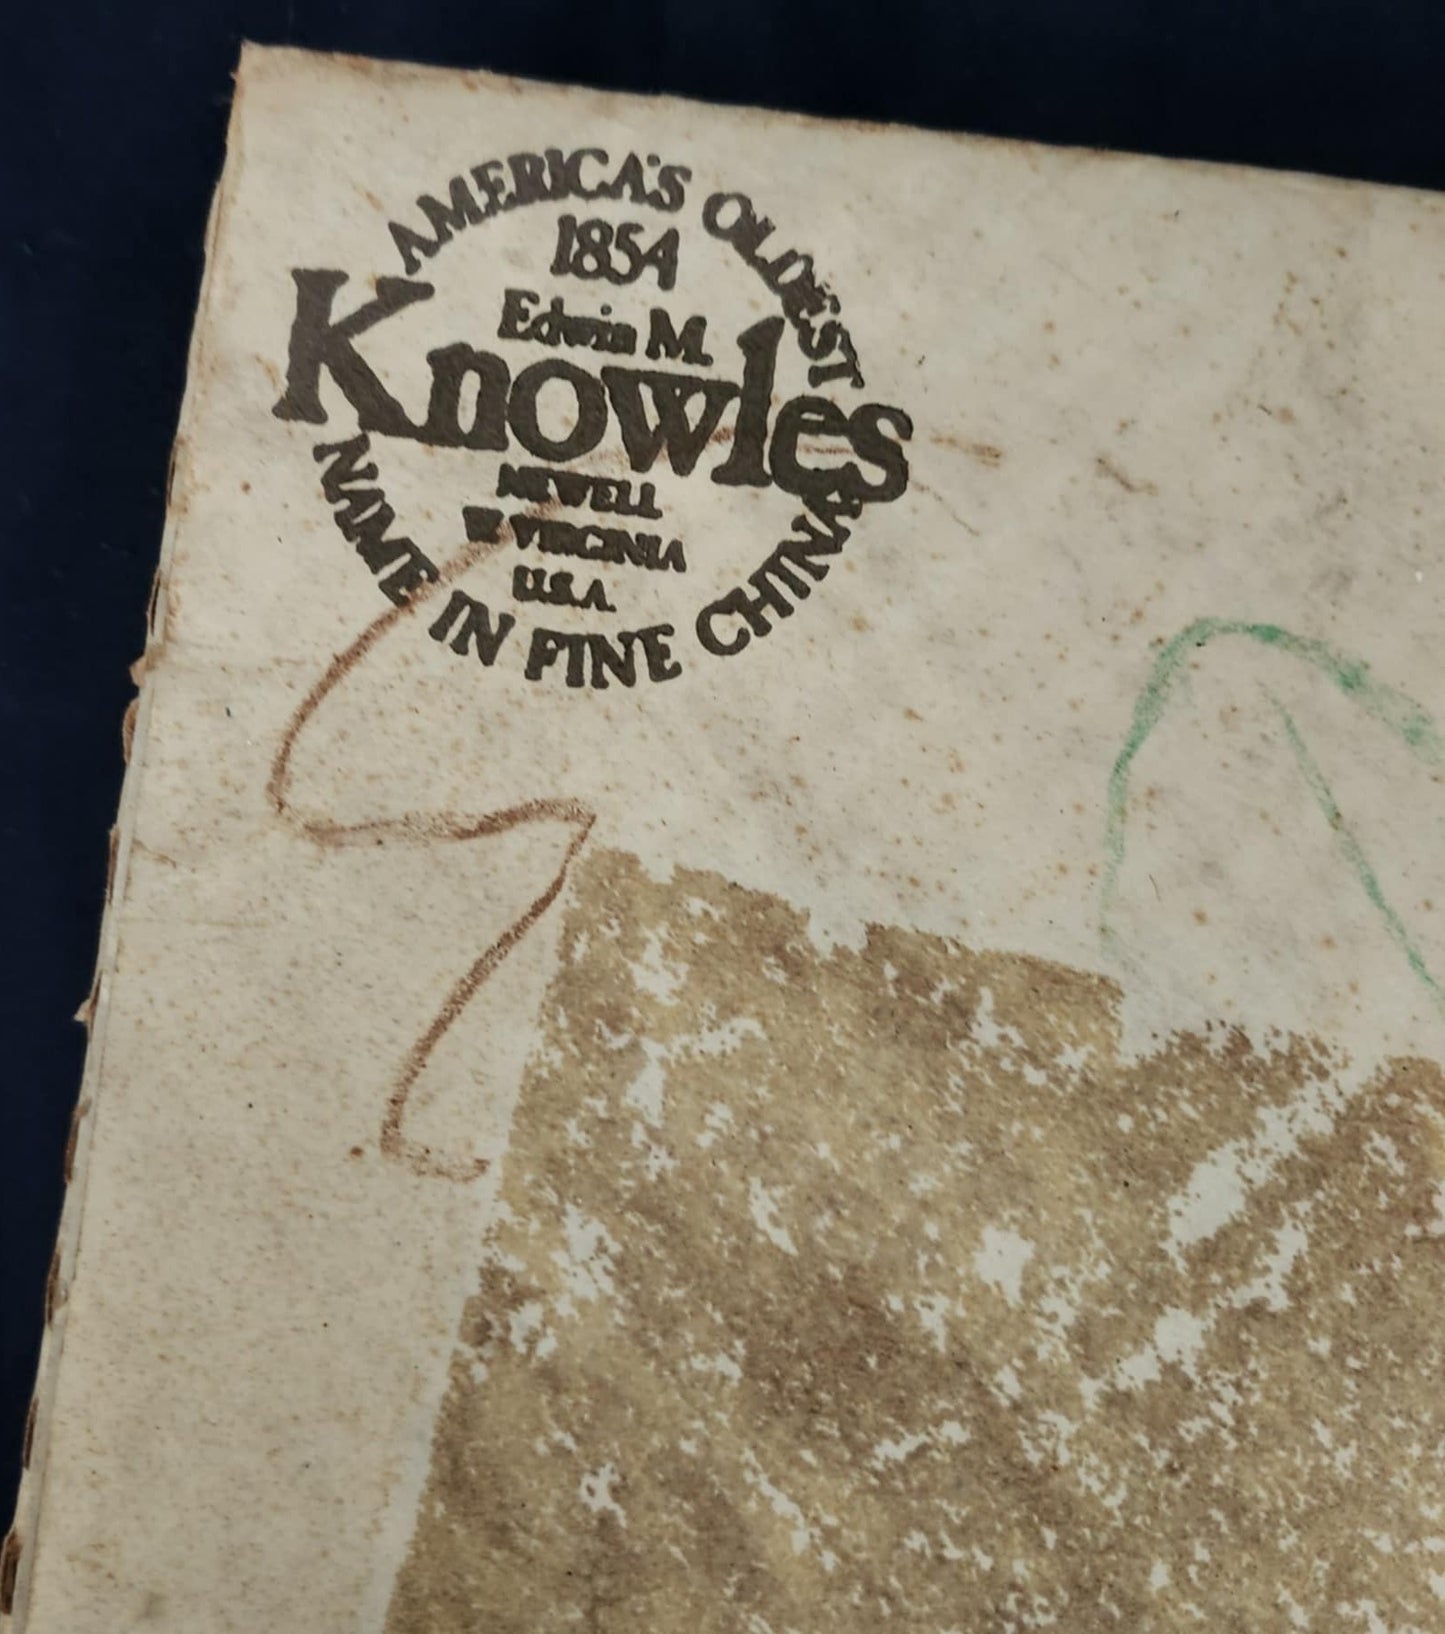 AMERICA'S OLDEST
1854
Edwin M.
Knowles
NEWELL
W VIRGINIA
U.S.A.
NAME IN FINE CHINA